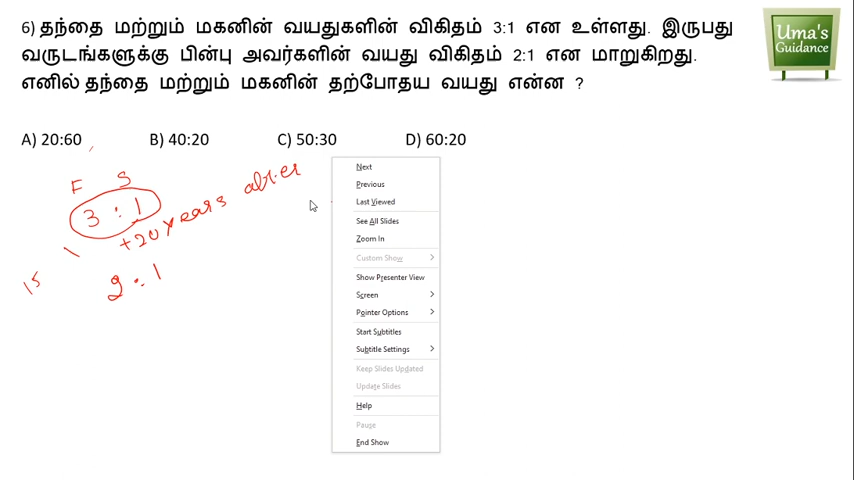 6) தந்தை மற்றும் மகனின் வயதுகளின் விகிதம் 3:1 என உள்ளது. இருபது
வருடங்களுக்கு பின்பு அவர்களின் வயது விகிதம் 2:1 என மாறுகிறது.
எனில் தந்தை மற்றும் மகனின் தற்போதய வயது என்ன ?
Uma's
Guidance
A) 20:60 B) 40:20 C) 50:30 D) 60:20
F S
3 : 1
+20 years after
2 : 1
15
Next
Previous
Last Viewed
See All Slides
Zoom In
Custom Show
Show Presenter View
Screen
Pointer Options
Start Subtitles
Subtitle Settings
Keep Slides Updated
Update Slides
Help
Pause
End Show